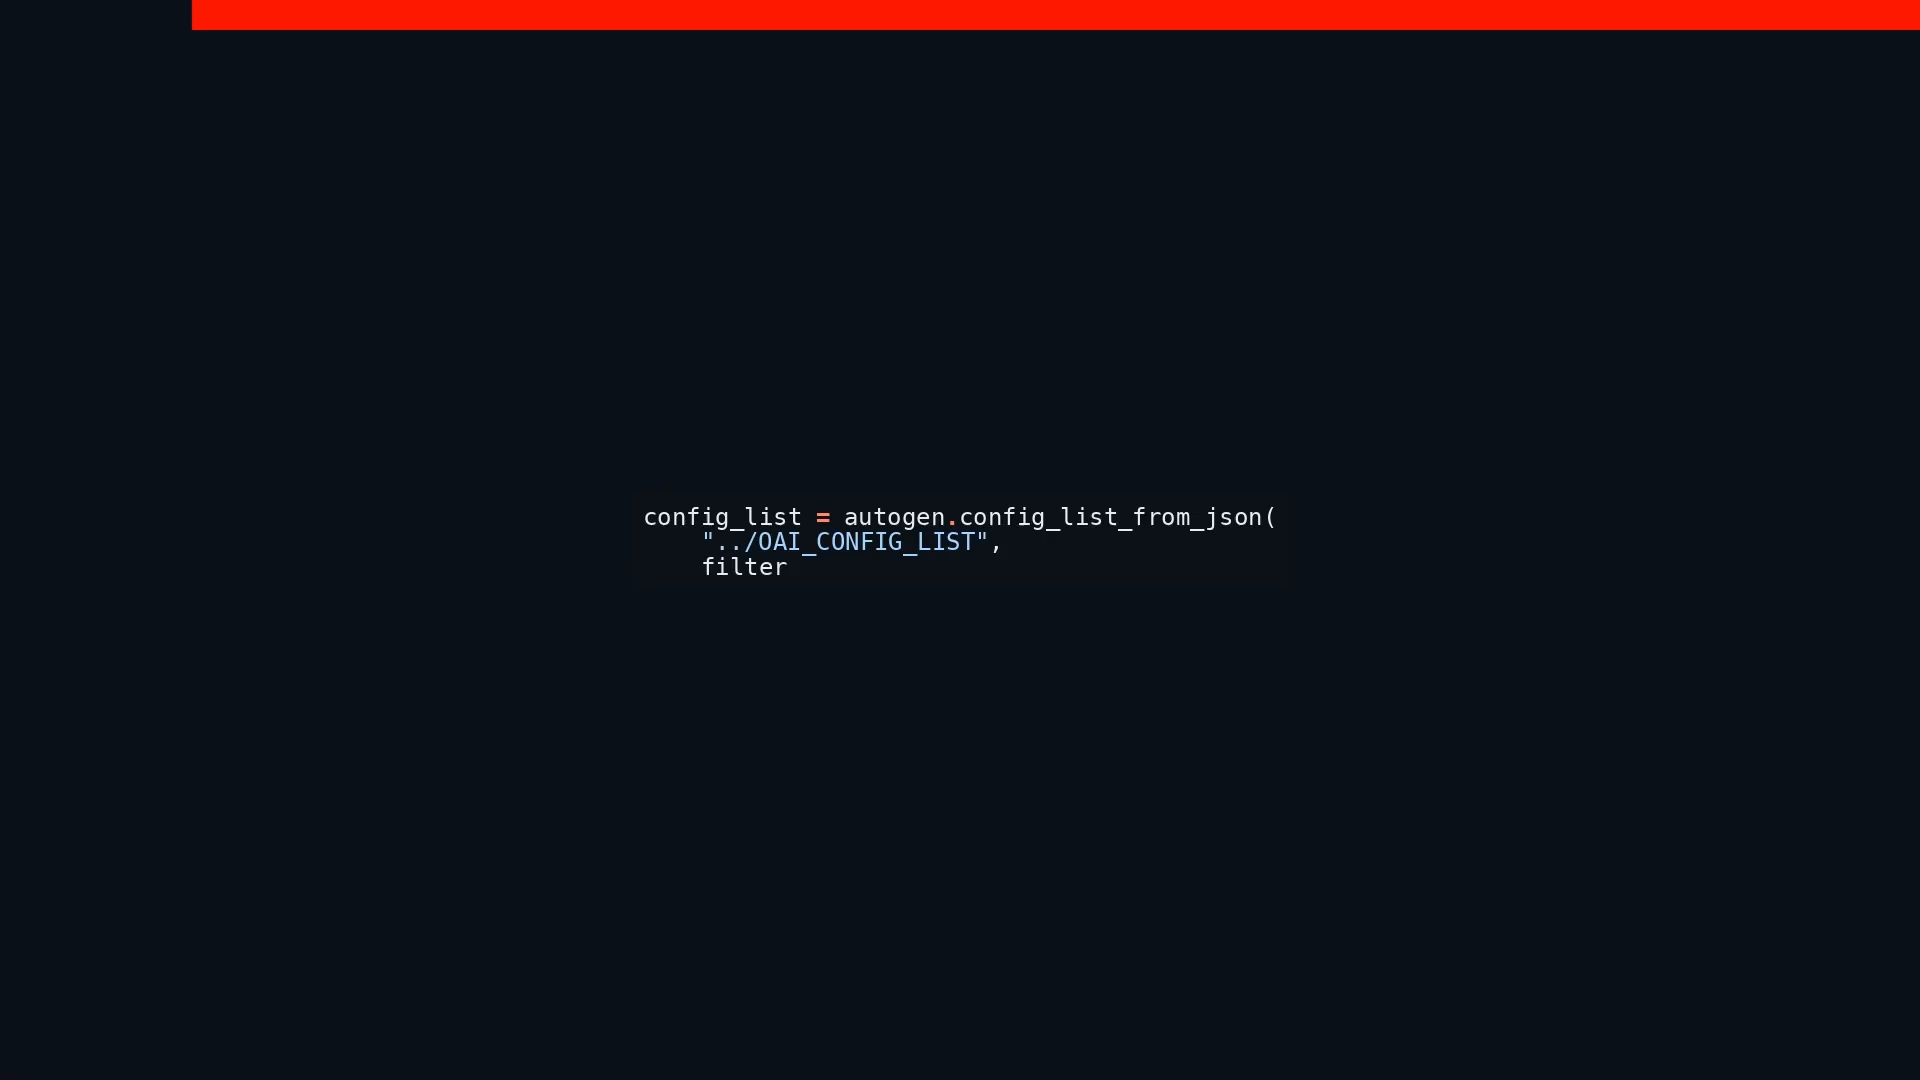 config_list = autogen.config_list_from_json(
    "../OAI_CONFIG_LIST",
    filter